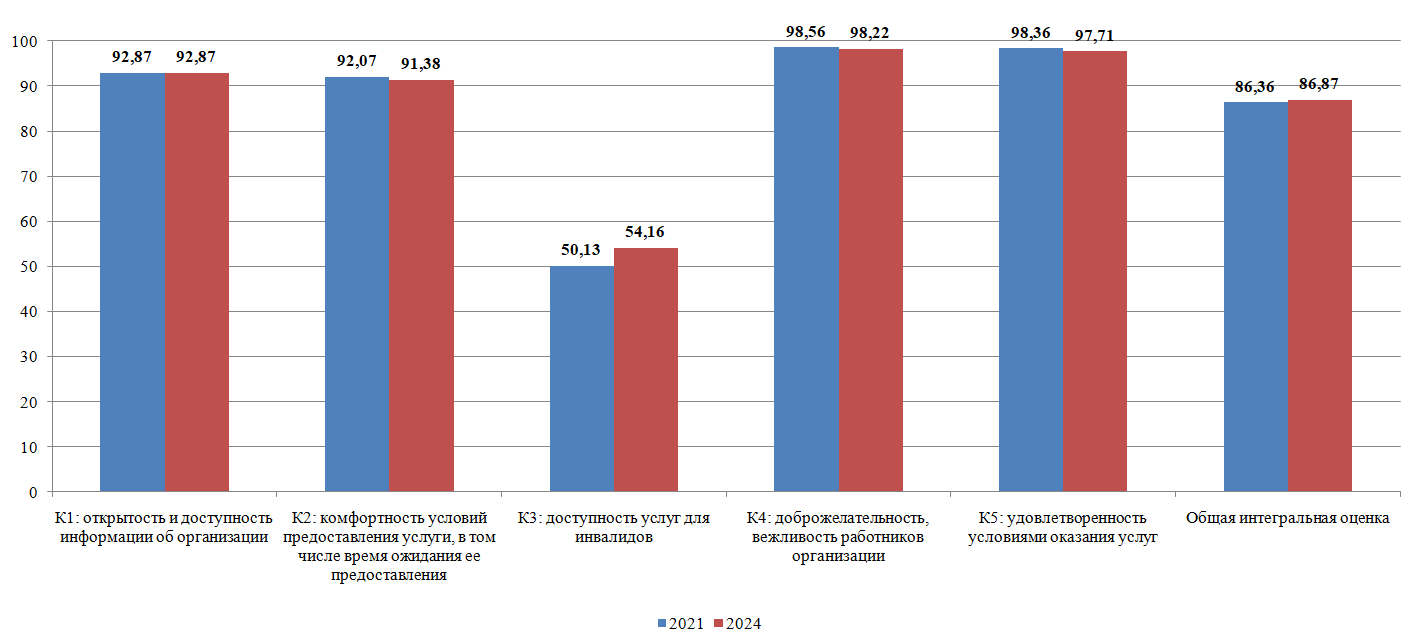 98,56
98,22
98,36
97,71
92,87
92,87
92,07
91,38
86,36
86,87
54,16
50,13
100
90
80
70
60
50
40
30
20
10
0
К1: открытость и доступность
информации об организации
К2: комфортность условий
предоставления услуги, в том
числе время ожидания ее
предоставления
К3: доступность услуг для
инвалидов
К4: доброжелательность,
вежливость работников
организации
К5: удовлетворенность
условиями оказания услуг
Общая интегральная оценка
2021
2024